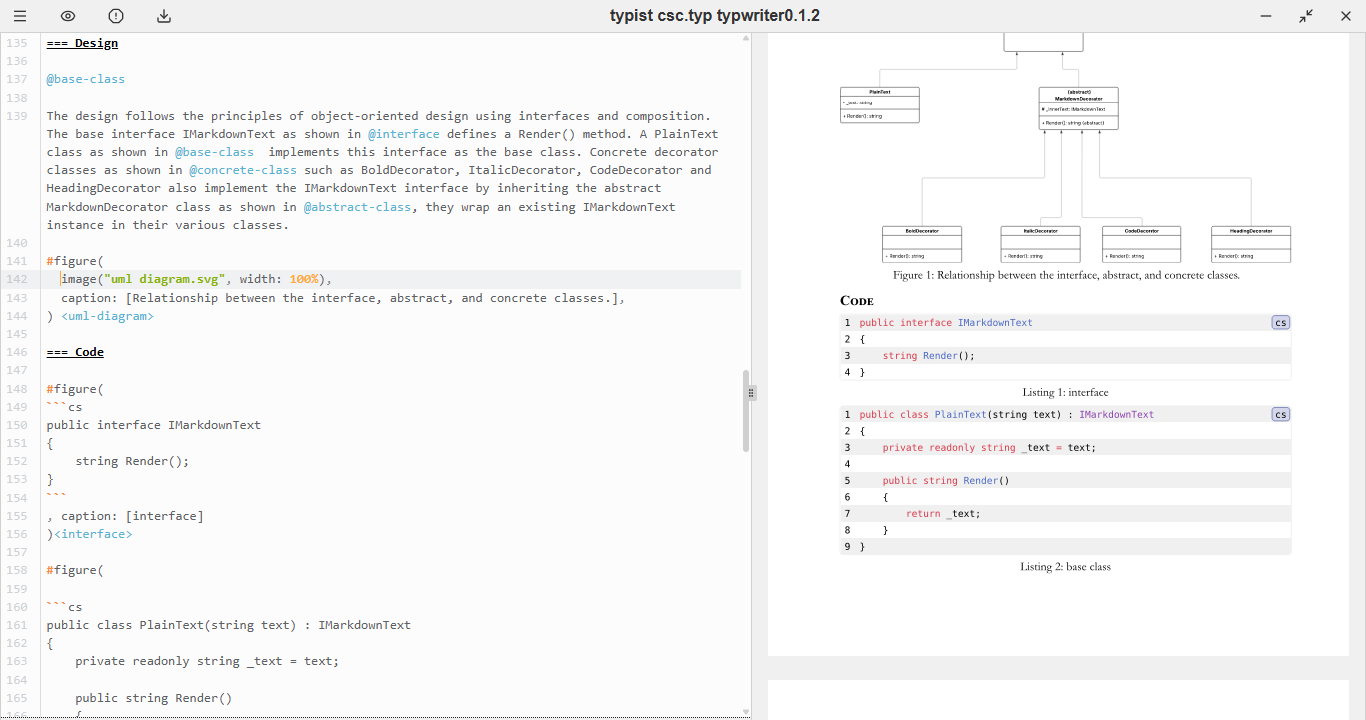 typist csc.typ typwriter0.1.2
135 === Design
136
137 @base-class
138
139 The design follows the principles of object-oriented design using interfaces and composition.
The base interface IMarkdownText as shown in @interface defines a Render() method. A PlainText
class as shown in @base-class  implements this interface as the base class. Concrete decorator
classes as shown in @concrete-class such as BoldDecorator, ItalicDecorator, CodeDecorator and
HeadingDecorator also implement the IMarkdownText interface by inheriting the abstract
MarkdownDecorator class as shown in @abstract-class, they wrap an existing IMarkdownText
instance in their various classes.
140
141 #figure(
142   image("uml diagram.svg", width: 100%),
143   caption: [Relationship between the interface, abstract, and concrete classes.],
144 ) <uml-diagram>
145
146 === Code
147
148 #figure(
149 ```cs
150 public interface IMarkdownText
151 {
152     string Render();
153 }
154 ```
155 , caption: [interface]
156 )<interface>
157
158 #figure(
159
160 ```cs
161 public class PlainText(string text) : IMarkdownText
162 {
163     private readonly string _text = text;
164
165     public string Render()
166     {
PlainText
- _text: string
+ Render(): string
{abstract}
MarkdownDecorator
# _innerText: IMarkdownText
+ Render(): string {abstract}
BoldDecorator
+ Render(): string
ItalicDecorator
+ Render(): string
CodeDecorator
+ Render(): string
HeadingDecorator
+ Render(): string
Figure 1: Relationship between the interface, abstract, and concrete classes.
CODE
1 public interface IMarkdownText cs
2 {
3     string Render();
4 }
Listing 1: interface
1 public class PlainText(string text) : IMarkdownText cs
2 {
3     private readonly string _text = text;
4
5     public string Render()
6     {
7         return _text;
8     }
9 }
Listing 2: base class